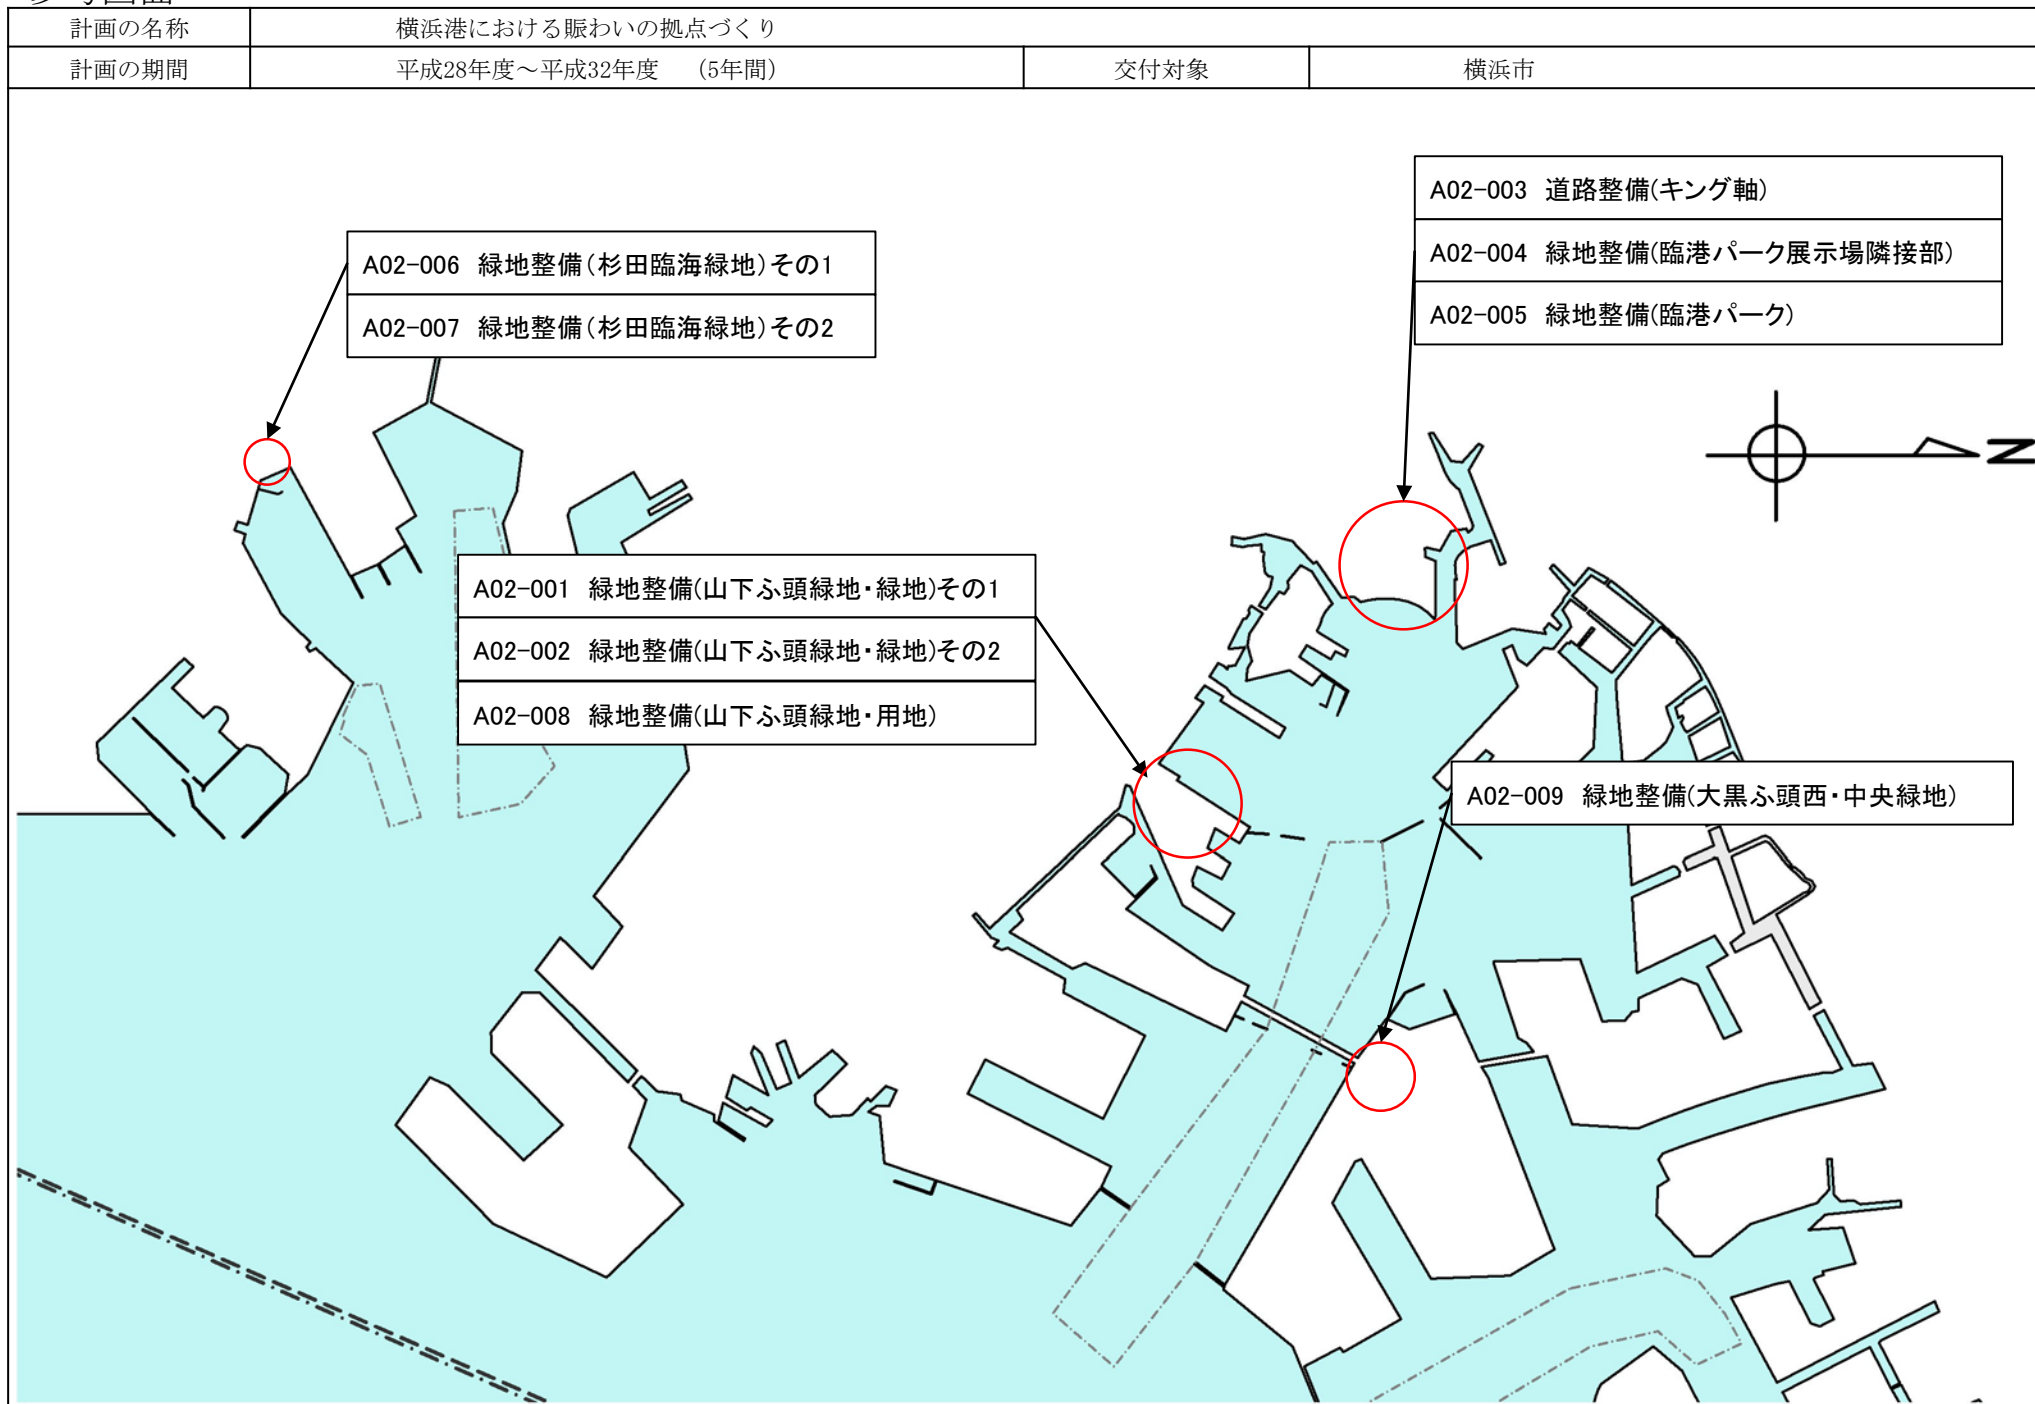 計画の名称 横浜港における賑わいの拠点づくり
計画の期間 平成28年度～平成32年度 (5年間) 交付対象 横浜市
A02-003 道路整備(キング軸)
A02-004 緑地整備(臨港パーク展示場隣接部)
A02-005 緑地整備(臨港パーク)
A02-006 緑地整備(杉田臨海緑地)その1
A02-007 緑地整備(杉田臨海緑地)その2
N
A02-001 緑地整備(山下ふ頭緑地・緑地)その1
A02-002 緑地整備(山下ふ頭緑地・緑地)その2
A02-008 緑地整備(山下ふ頭緑地・用地)
A02-009 緑地整備(大黒ふ頭西・中央緑地)